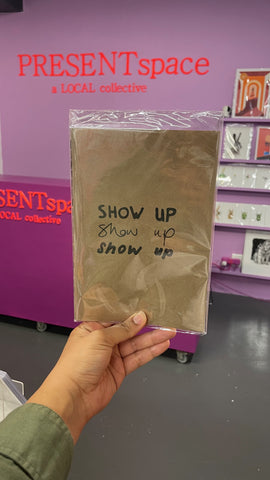 PRESENTspace
a LOCAL collective
SENTspa
LOCAL collective
SHOW UP
Show up
show up